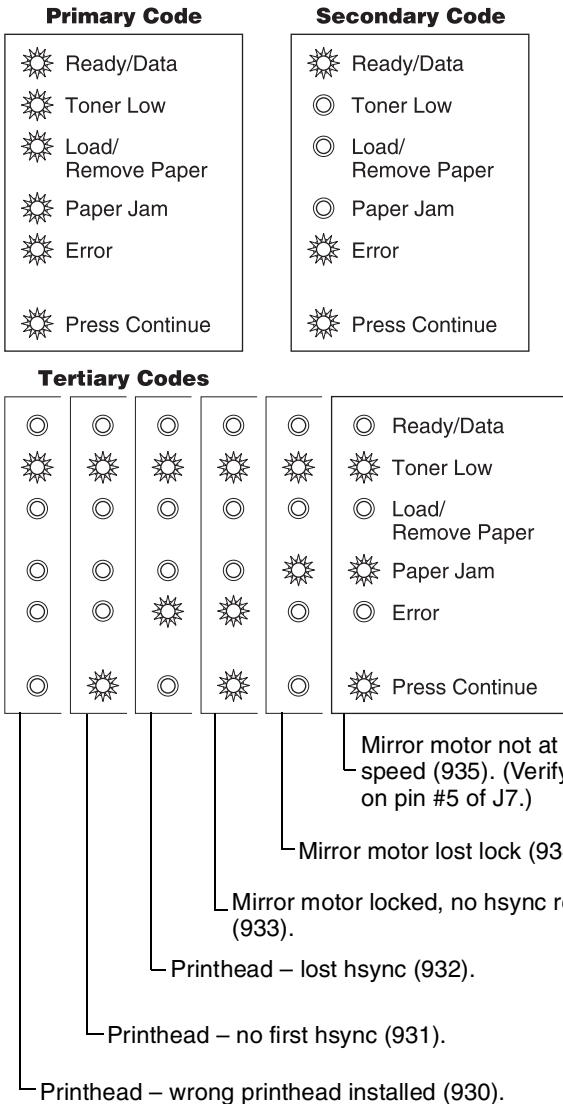 Primary Code
Secondary Code
Ready/Data
Toner Low
Load/
Remove Paper
Paper Jam
Error
Press Continue
Ready/Data
Toner Low
Load/
Remove Paper
Paper Jam
Error
Press Continue
Tertiary Codes
Ready/Data
Toner Low
Load/
Remove Paper
Paper Jam
Error
Press Continue
Mirror motor not at
speed (935). (Verify
on pin #5 of J7.)
Mirror motor lost lock (93
Mirror motor locked, no hsync
(933).
Printhead – lost hsync (932).
Printhead – no first hsync (931).
Printhead – wrong printhead installed (930).